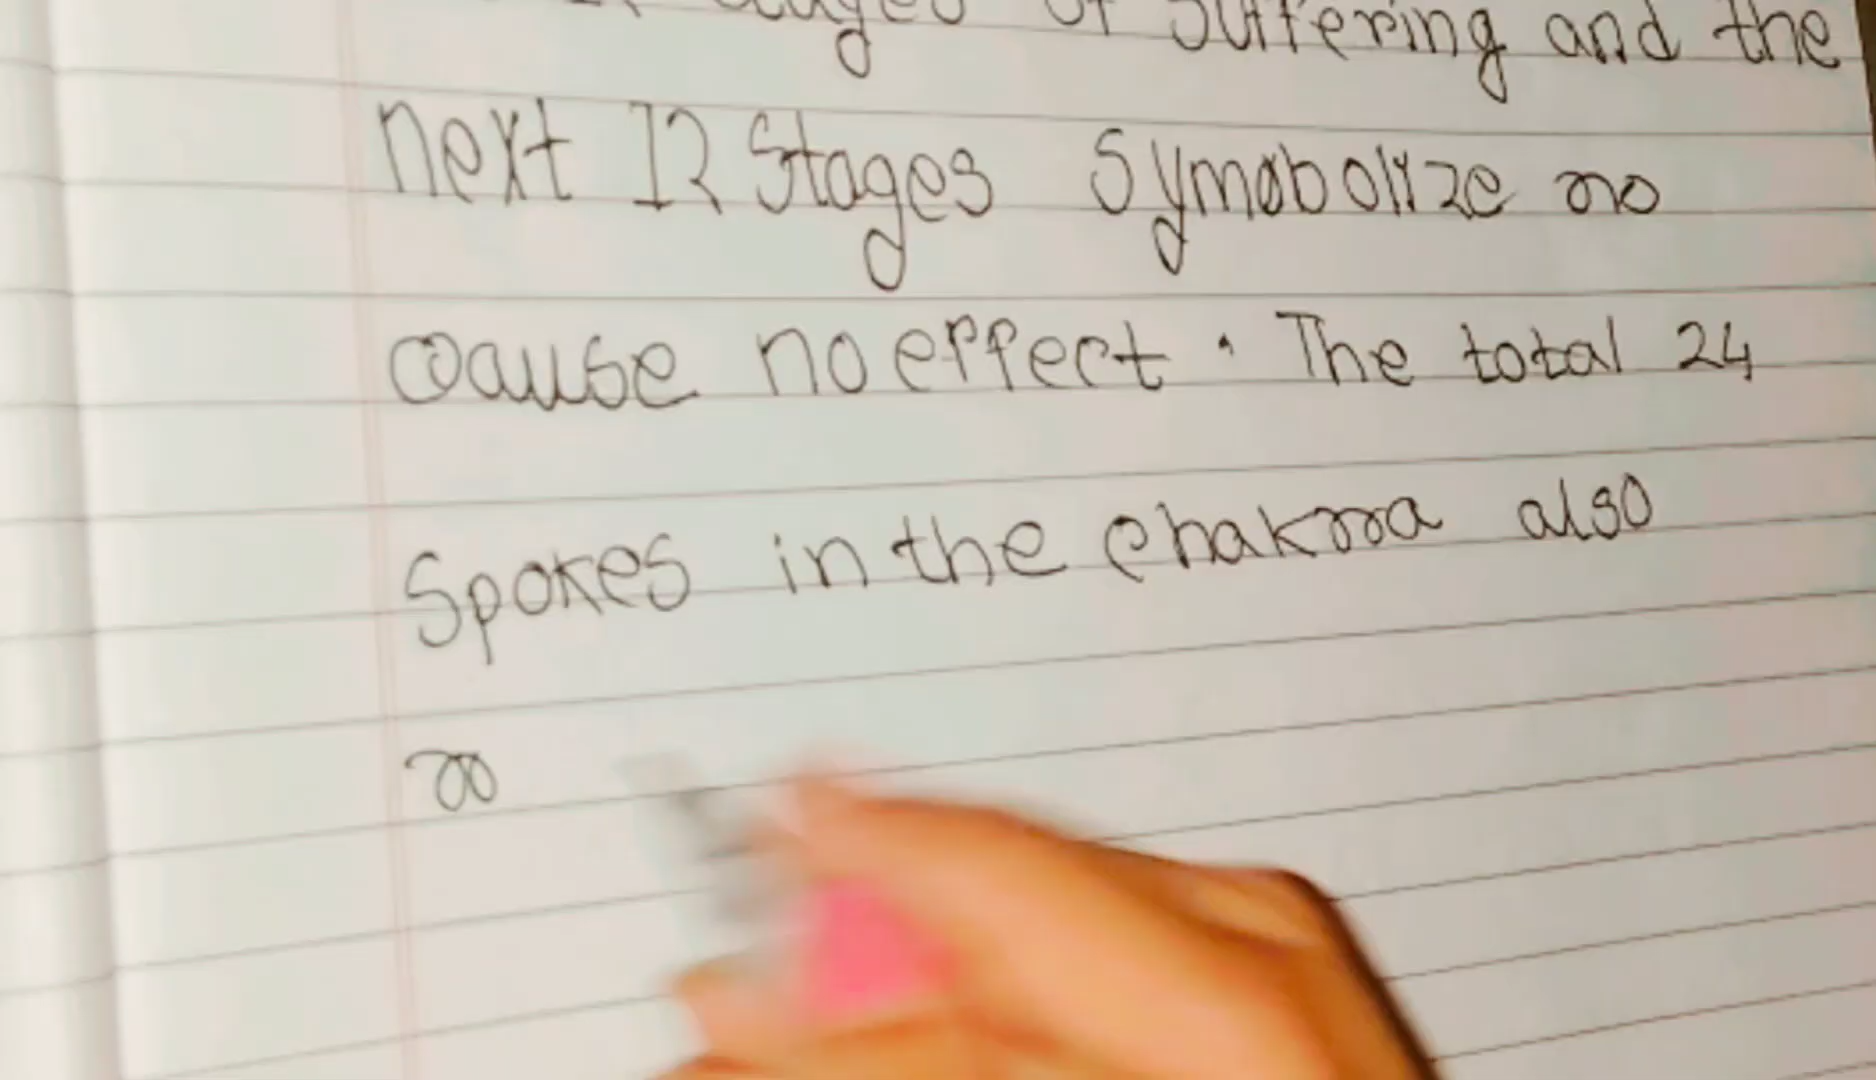 stages of Suffering and the
next 12 Stages Symabolize no
cause no effect. The total 24
Spokes in the chakra also